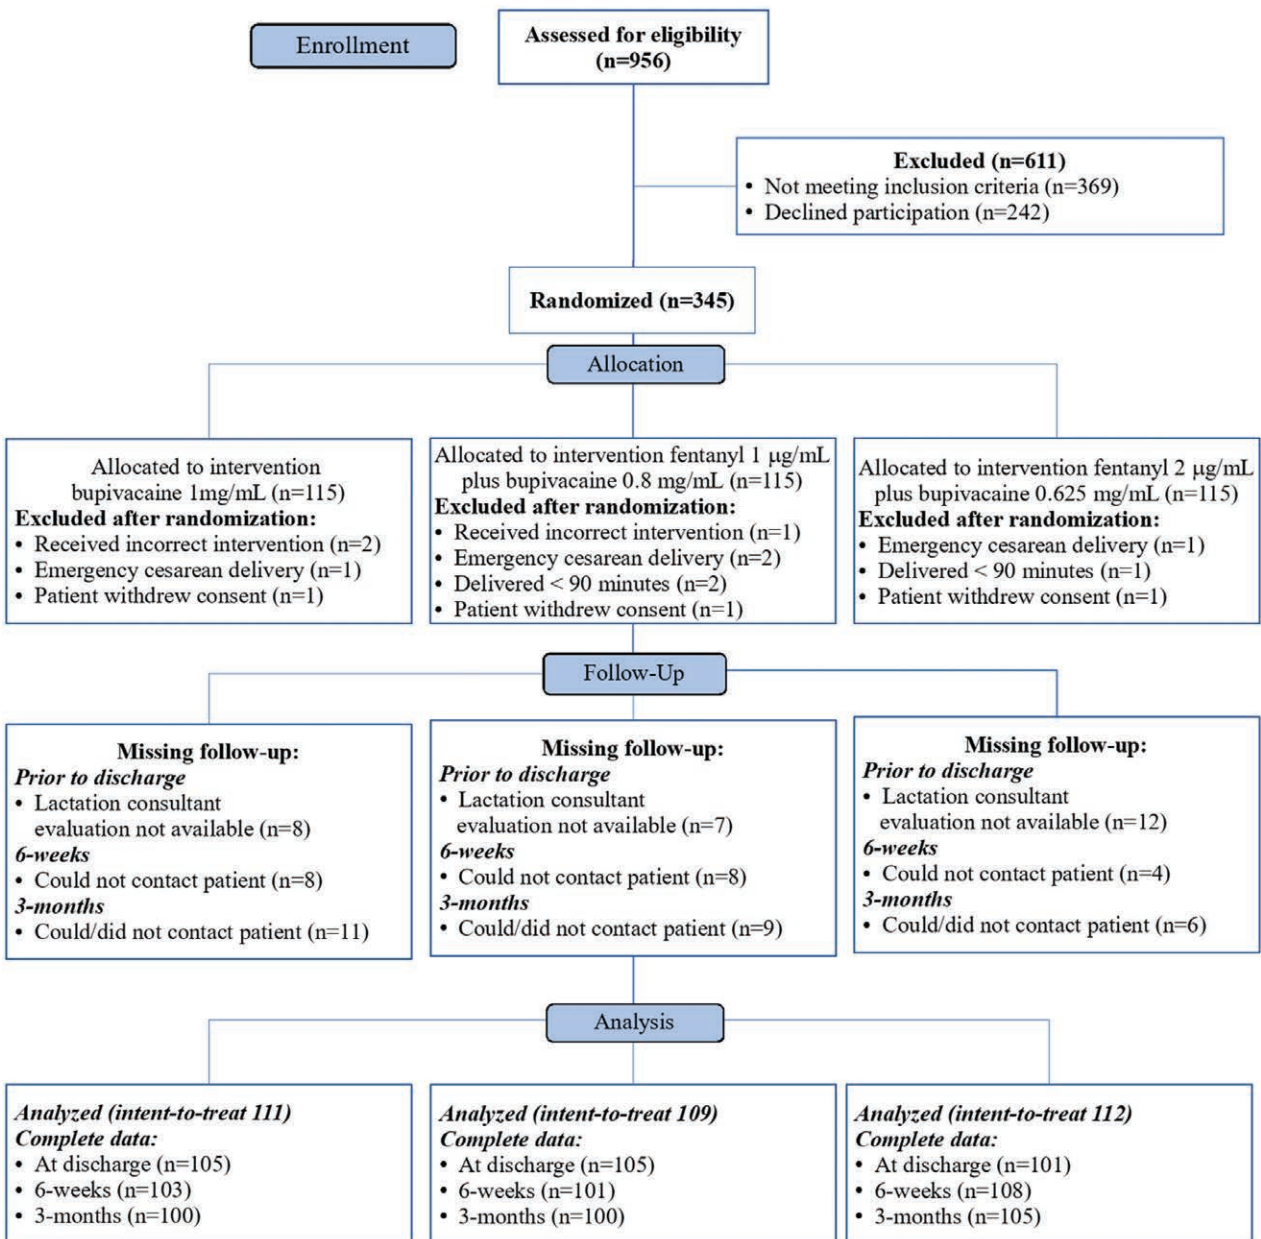 Enrollment
Assessed for eligibility
(n=956)
Excluded (n=611)
• Not meeting inclusion criteria (n=369)
• Declined participation (n=242)
Randomized (n=345)
Allocation
Allocated to intervention
bupivacaine 1mg/mL (n=115)
Excluded after randomization:
• Received incorrect intervention (n=2)
• Emergency cesarean delivery (n=1)
• Patient withdrew consent (n=1)
Allocated to intervention fentanyl 1 μg/mL
plus bupivacaine 0.8 mg/mL (n=115)
Excluded after randomization:
• Received incorrect intervention (n=1)
• Emergency cesarean delivery (n=2)
• Delivered < 90 minutes (n=2)
• Patient withdrew consent (n=1)
Allocated to intervention fentanyl 2 μg/mL
plus bupivacaine 0.625 mg/mL (n=115)
Excluded after randomization:
• Emergency cesarean delivery (n=1)
• Delivered < 90 minutes (n=1)
• Patient withdrew consent (n=1)
Follow-Up
Missing follow-up:
Prior to discharge
• Lactation consultant
evaluation not available (n=8)
6-weeks
• Could not contact patient (n=8)
3-months
• Could/did not contact patient (n=11)
Missing follow-up:
Prior to discharge
• Lactation consultant
evaluation not available (n=7)
6-weeks
• Could not contact patient (n=8)
3-months
• Could/did not contact patient (n=9)
Missing follow-up:
Prior to discharge
• Lactation consultant
evaluation not available (n=12)
6-weeks
• Could not contact patient (n=4)
3-months
• Could/did not contact patient (n=6)
Analysis
Analyzed (intent-to-treat 111)
Complete data:
• At discharge (n=105)
• 6-weeks (n=103)
• 3-months (n=100)
Analyzed (intent-to-treat 109)
Complete data:
• At discharge (n=105)
• 6-weeks (n=101)
• 3-months (n=100)
Analyzed (intent-to-treat 112)
Complete data:
• At discharge (n=101)
• 6-weeks (n=108)
• 3-months (n=105)